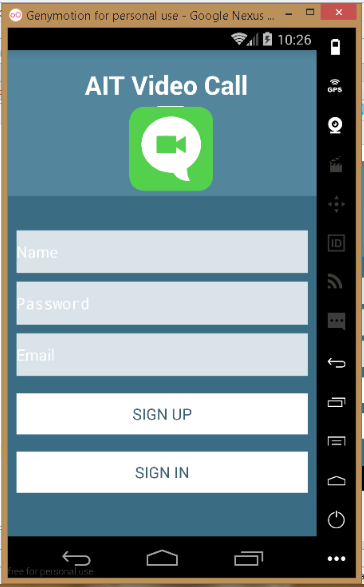 Genymotion for personal use - Google Nexus ...
10:26
GPS
AIT Video Call
ID
Name
Password
Email
SIGN UP
SIGN IN
free for personal use